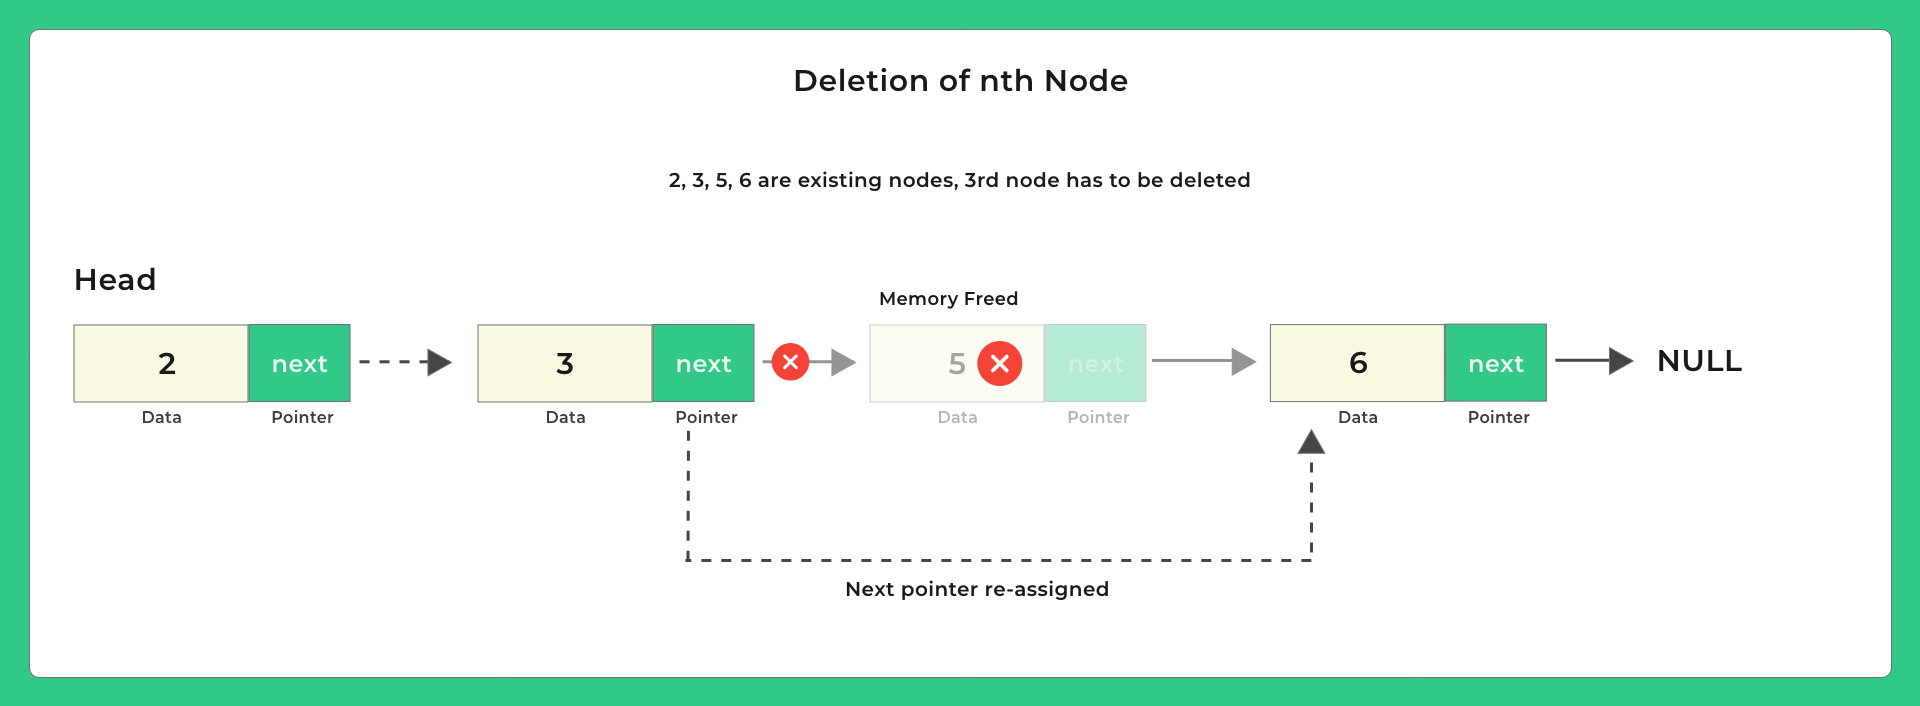 Deletion of nth Node
2, 3, 5, 6 are existing nodes, 3rd node has to be deleted
Head
Memory Freed
2 next 3 next 5 next 6 next NULL
Data Pointer Data Pointer Data Pointer Data Pointer
Next pointer re-assigned